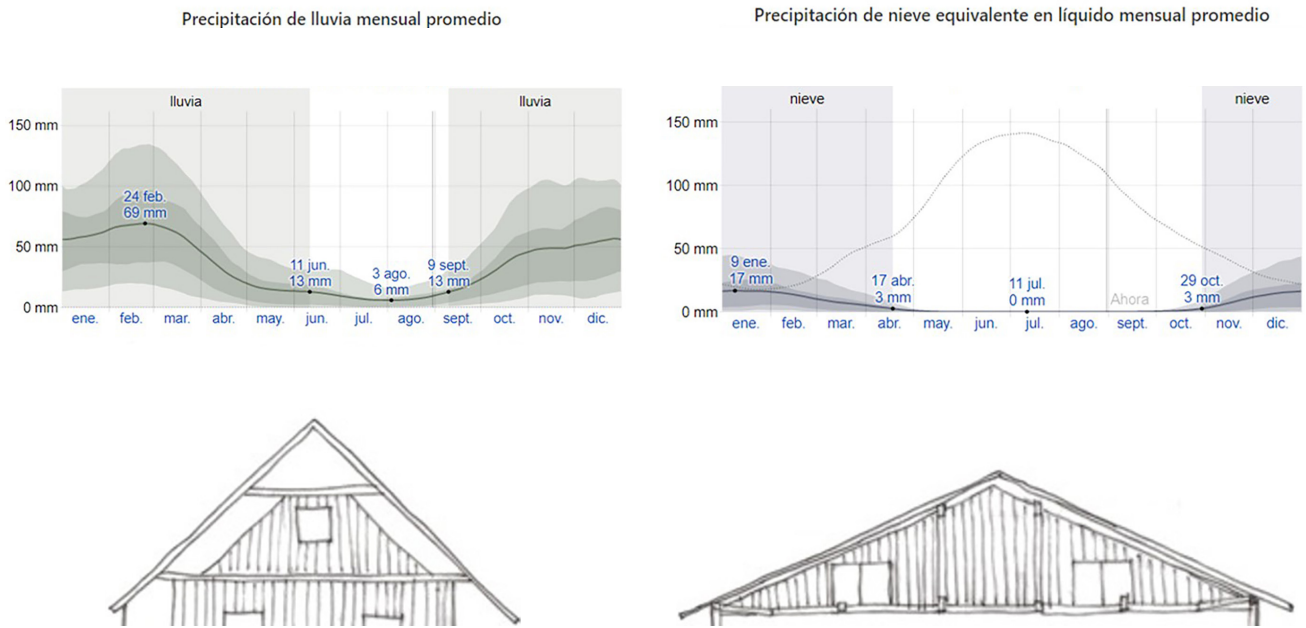 Precipitación de lluvia mensual promedio
lluvia
lluvia
150 mm
100 mm
50 mm
0 mm
24 feb.
69 mm
11 jun.
13 mm
3 ago.
6 mm
9 sept.
13 mm
ene. feb. mar. abr. may. jun. jul. ago. sept. oct. nov. dic.
Precipitación de nieve equivalente en líquido mensual promedio
nieve
nieve
150 mm
100 mm
50 mm
0 mm
9 ene.
17 mm
17 abr.
3 mm
11 jul.
0 mm
Ahora
29 oct.
3 mm
ene. feb. mar. abr. may. jun. jul. ago. sept. oct. nov. dic.